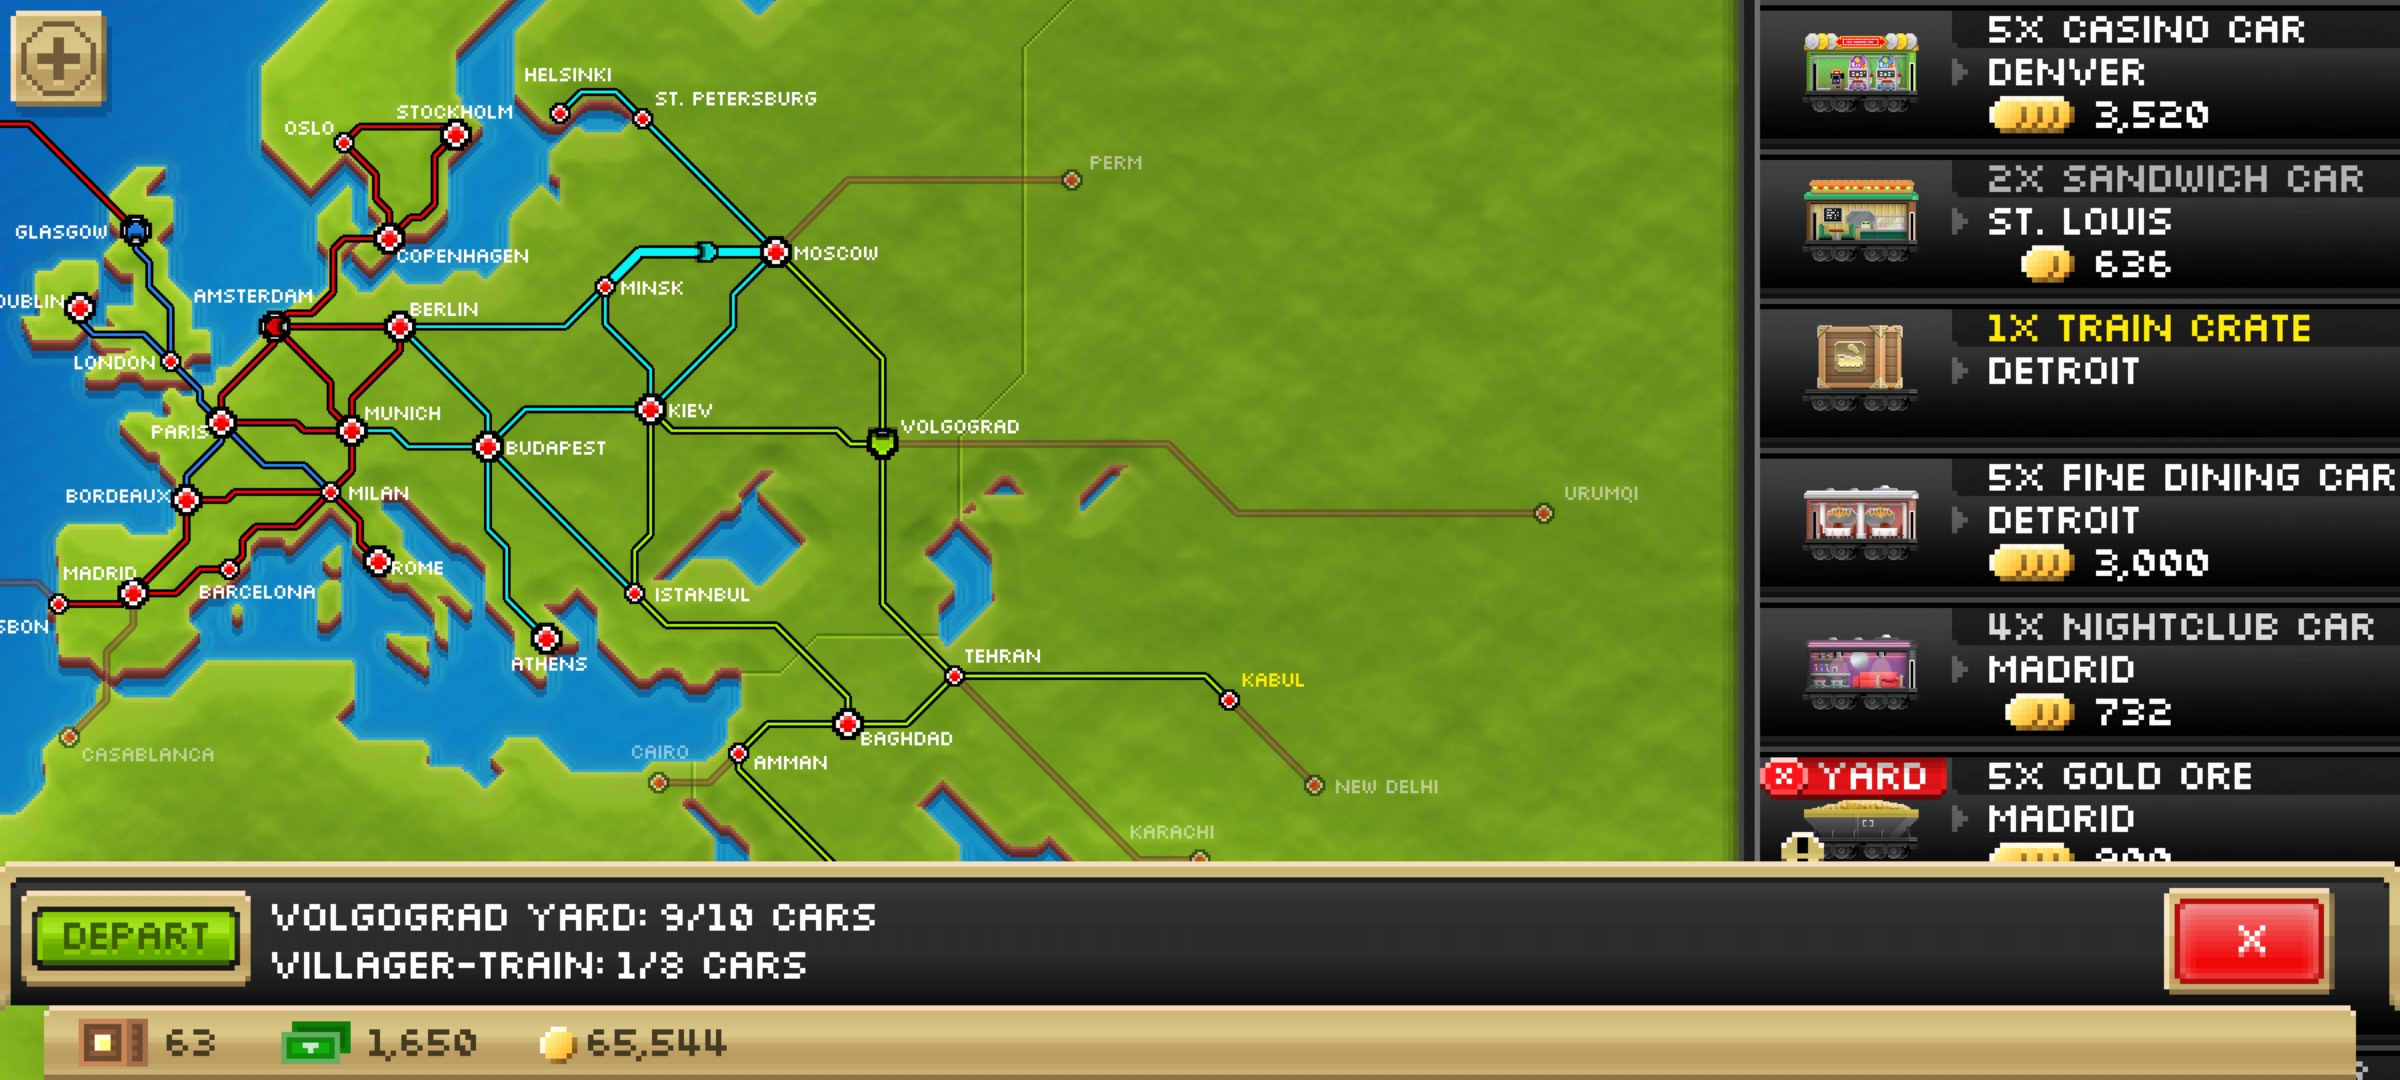 HELSINKI
ST. PETERSBURG
STOCKHOLM
OSLO
PERM
GLASGOW
COPENHAGEN
MOSCOW
MINSK
AMSTERDAM
BERLIN
LONDON
MUNICH
PARIS
KIEV
VOLGOGRAD
BUDAPEST
BORDEAUX
MILAN
URUMQI
MADRID
ROME
BARCELONA
ISTANBUL
ATHENS
TEHRAN
KABUL
CASABLANCA
CAIRO
AMMAN
BAGHDAD
NEW DELHI
KARACHI
5X CASINO CAR
DENVER
3,520
2X SANDWICH CAR
ST. LOUIS
636
1X TRAIN CRATE
DETROIT
5X FINE DINING CAR
DETROIT
3,000
4X NIGHTCLUB CAR
MADRID
732
YARD
5X GOLD ORE
MADRID
DEPART
VOLGOGRAD YARD: 9/10 CARS
VILLAGER-TRAIN: 1/8 CARS
X
63
1,650
65,544